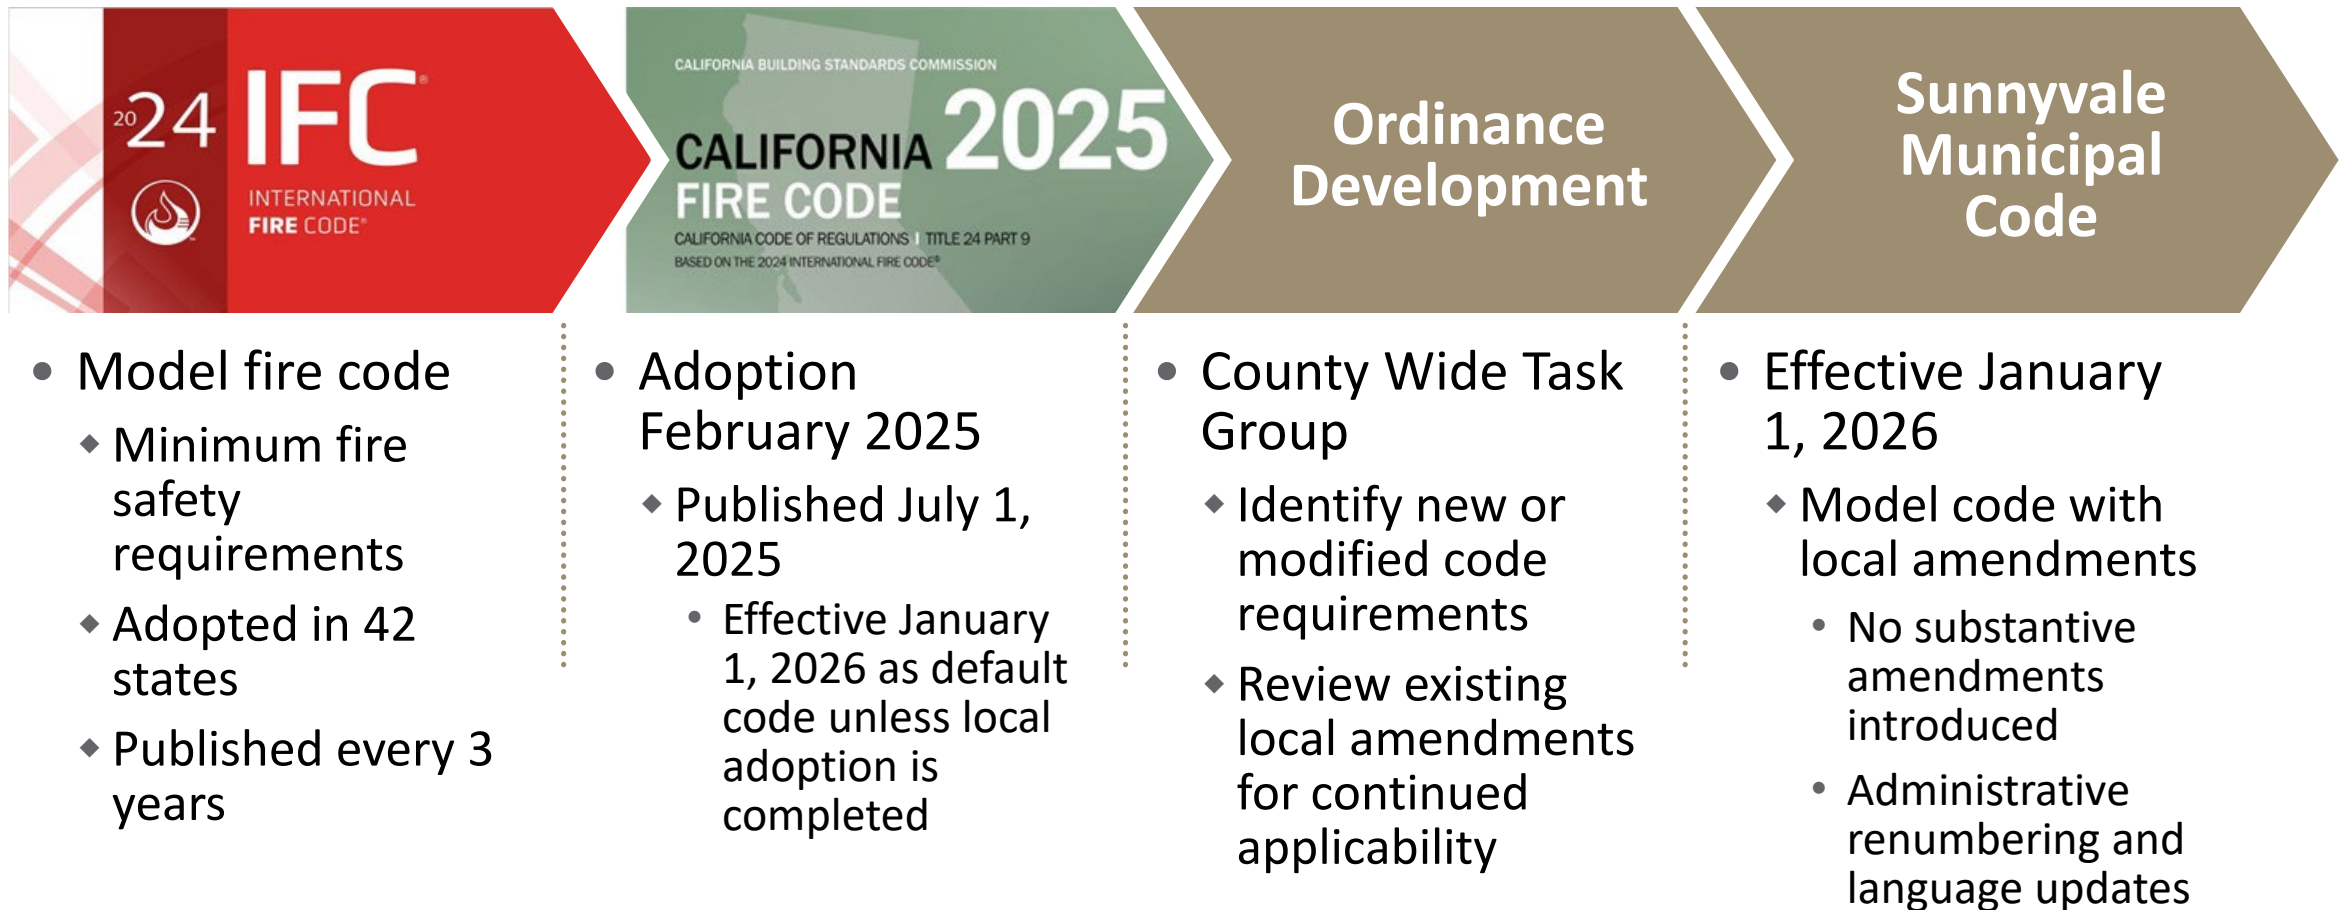 2024
IFC®
INTERNATIONAL
FIRE CODE®
CALIFORNIA BUILDING STANDARDS COMMISSION
2025
CALIFORNIA
FIRE CODE
CALIFORNIA CODE OF REGULATIONS | TITLE 24 PART 9
BASED ON THE 2024 INTERNATIONAL FIRE CODE®
Ordinance
Development
Sunnyvale
Municipal
Code
• Model fire code
◆ Minimum fire
safety
requirements
◆ Adopted in 42
states
◆ Published every 3
years
• Adoption
February 2025
◆ Published July 1,
2025
• Effective January
1, 2026 as default
code unless local
adoption is
completed
• County Wide Task
Group
◆ Identify new or
modified code
requirements
◆ Review existing
local amendments
for continued
applicability
• Effective January
1, 2026
◆ Model code with
local amendments
• No substantive
amendments
introduced
• Administrative
renumbering and
language updates